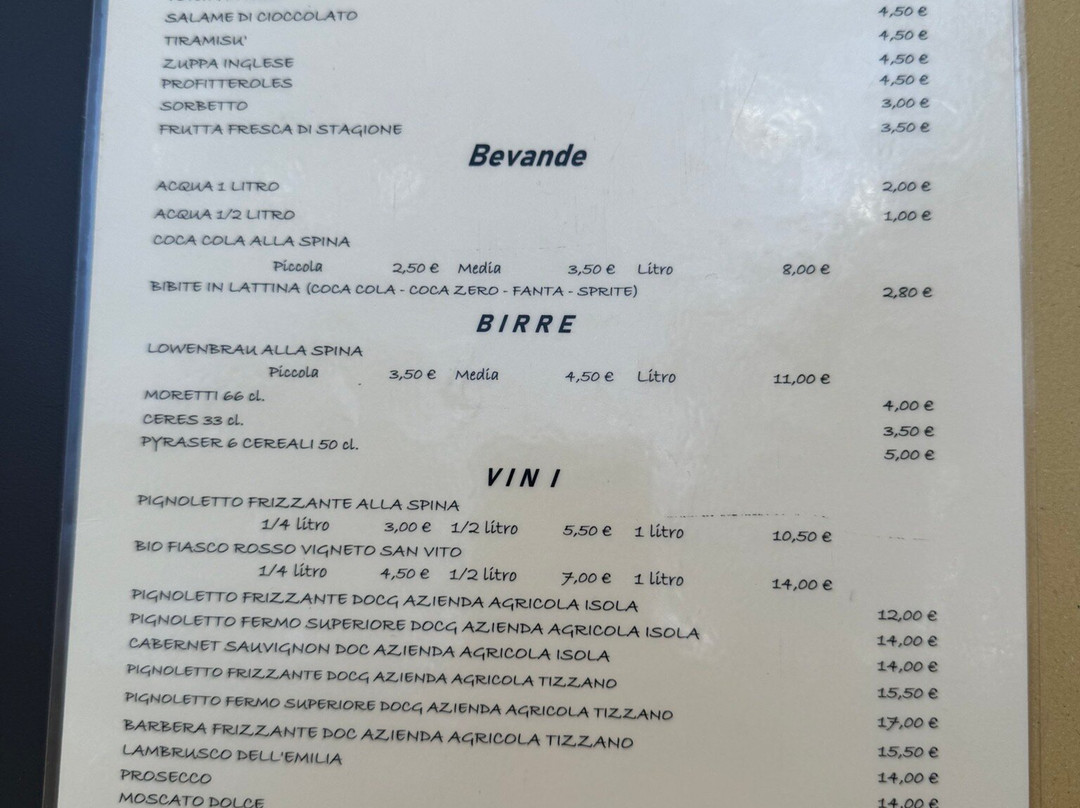 SALAME DI CIOCCOLATO 4,50 €
TIRAMISU' 4,50 €
ZUPPA INGLESE 4,50 €
PROFITTEROLES 4,50 €
SORBETTO 3,00 €
FRUTTA FRESCA DI STAGIONE 3,50 €
Bevande
ACQUA 1 LITRO 2,00 €
ACQUA 1/2 LITRO 1,00 €
COCA COLA ALLA SPINA
Piccola 2,50 € Media 3,50 € Litro 8,00 €
BIBITE IN LATTINA (COCA COLA - COCA ZERO - FANTA - SPRITE) 2,80 €
BIRRE
LOWENBRAU ALLA SPINA
Piccola 3,50 € Media 4,50 € Litro 11,00 €
MORETTI 66 cl. 4,00 €
CERES 33 cl. 3,50 €
PYRASER 6 CEREALI 50 cl. 5,00 €
VINI
PIGNOLETTO FRIZZANTE ALLA SPINA
1/4 litro 3,00 € 1/2 litro 5,50 € 1 litro 10,50 €
BIO FIASCO ROSSO VIGNETO SAN VITO
1/4 litro 4,50 € 1/2 litro 7,00 € 1 litro 14,00 €
PIGNOLETTO FRIZZANTE DOCG AZIENDA AGRICOLA ISOLA 12,00 €
PIGNOLETTO FERMO SUPERIORE DOCG AZIENDA AGRICOLA ISOLA 14,00 €
CABERNET SAUVIGNON DOC AZIENDA AGRICOLA ISOLA 14,00 €
PIGNOLETTO FRIZZANTE DOCG AZIENDA AGRICOLA TIZZANO 15,50 €
PIGNOLETTO FERMO SUPERIORE DOCG AZIENDA AGRICOLA TIZZANO 17,00 €
BARBERA FRIZZANTE DOC AZIENDA AGRICOLA TIZZANO 15,50 €
LAMBRUSCO DELL'EMILIA 14,00 €
PROSECCO 14,00 €
MOSCATO DOLCE